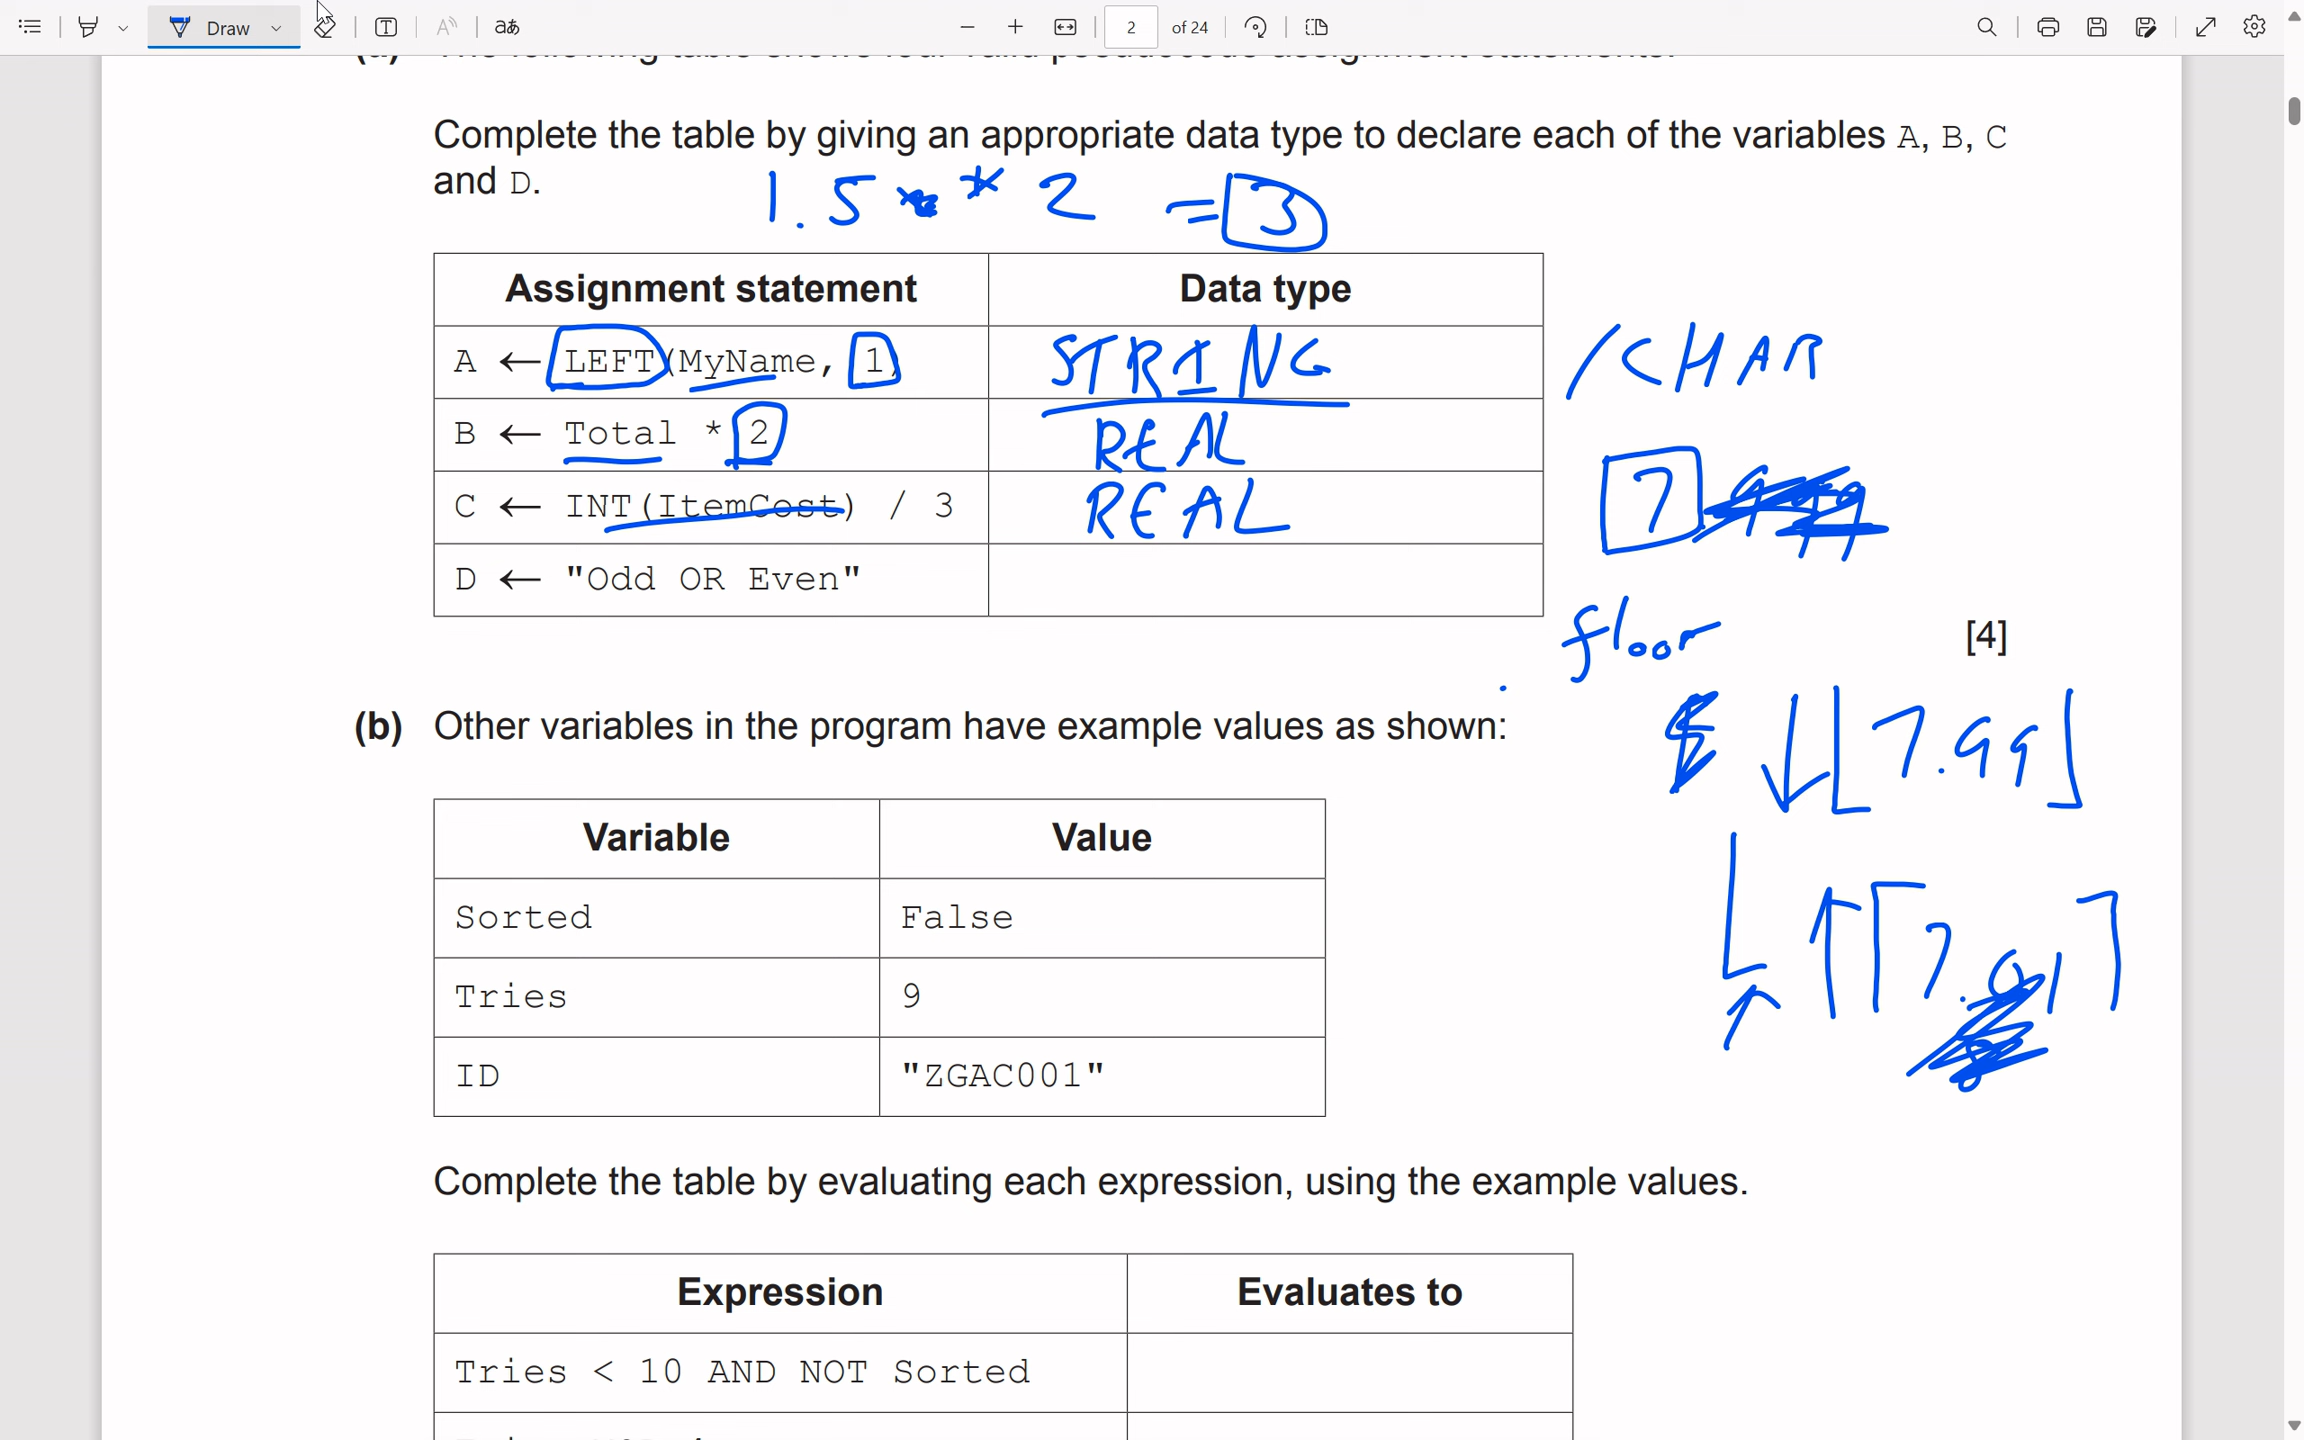 Draw
2 of 24
Complete the table by giving an appropriate data type to declare each of the variables A, B, C
and D.
1.5 * 2 = 3
Assignment statement Data type
A ← LEFT(MyName, 1) STRING /CHAR
B ← Total * 2 REAL
C ← INT(ItemCost) / 3 REAL 7
D ← "Odd OR Even"
floor
[4]
(b) Other variables in the program have example values as shown:
↓⌊7.99⌋
Variable Value
Sorted False
↑⌈7.01⌉
Tries 9
ID "ZGAC001"
Complete the table by evaluating each expression, using the example values.
Expression Evaluates to
Tries < 10 AND NOT Sorted